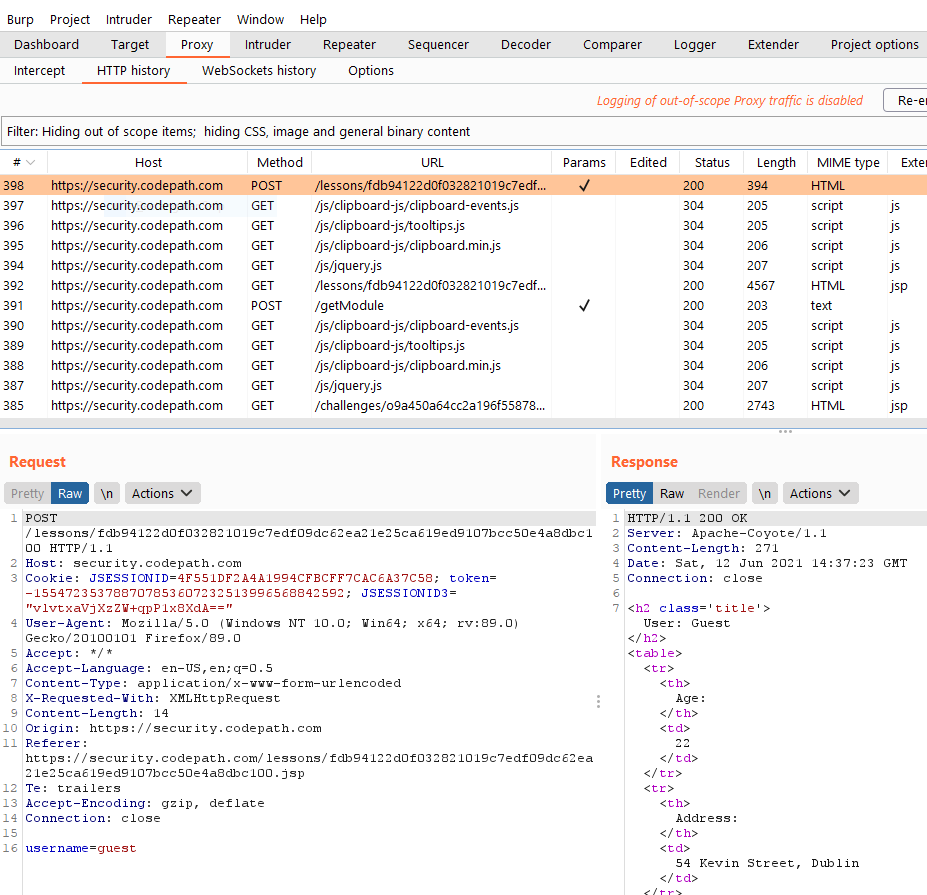 Burp Project Intruder Repeater Window Help
Dashboard Target Proxy Intruder Repeater Sequencer Decoder Comparer Logger Extender Project options
Intercept HTTP history WebSockets history Options
Logging of out-of-scope Proxy traffic is disabled Re-e
Filter: Hiding out of scope items; hiding CSS, image and general binary content
# Host Method URL Params Edited Status Length MIME type Exte
398 https://security.codepath.com POST /lessons/fdb94122d0f032821019c7edf... ✓ 200 394 HTML
397 https://security.codepath.com GET /js/clipboard-js/clipboard-events.js 304 205 script js
396 https://security.codepath.com GET /js/clipboard-js/tooltips.js 304 205 script js
395 https://security.codepath.com GET /js/clipboard-js/clipboard.min.js 304 206 script js
394 https://security.codepath.com GET /js/jquery.js 304 207 script js
392 https://security.codepath.com GET /lessons/fdb94122d0f032821019c7edf... 200 4567 HTML jsp
391 https://security.codepath.com POST /getModule ✓ 200 203 text
390 https://security.codepath.com GET /js/clipboard-js/clipboard-events.js 304 205 script js
389 https://security.codepath.com GET /js/clipboard-js/tooltips.js 304 205 script js
388 https://security.codepath.com GET /js/clipboard-js/clipboard.min.js 304 206 script js
387 https://security.codepath.com GET /js/jquery.js 304 207 script js
385 https://security.codepath.com GET /challenges/o9a450a64cc2a196f55878... 200 2743 HTML jsp
Request
Pretty Raw \n Actions
1 POST
/lessons/fdb94122d0f032821019c7edf09dc62ea21e25ca619ed9107bcc50e4a8dbc1
00 HTTP/1.1
2 Host: security.codepath.com
3 Cookie: JSESSIONID=4F551DF2A4A1994CFBCFF7CAC6A37C58; token=
-155472353788707853607232513996568842592; JSESSIONID3=
"vlvtxaVjXzZW+qpP1x8XdA=="
4 User-Agent: Mozilla/5.0 (Windows NT 10.0; Win64; x64; rv:89.0)
Gecko/20100101 Firefox/89.0
5 Accept: */*
6 Accept-Language: en-US,en;q=0.5
7 Content-Type: application/x-www-form-urlencoded
8 X-Requested-With: XMLHttpRequest
9 Content-Length: 14
10 Origin: https://security.codepath.com
11 Referer:
https://security.codepath.com/lessons/fdb94122d0f032821019c7edf09dc62ea
21e25ca619ed9107bcc50e4a8dbc100.jsp
12 Te: trailers
13 Accept-Encoding: gzip, deflate
14 Connection: close
15
16 username=guest
Response
Pretty Raw Render \n Actions
1 HTTP/1.1 200 OK
2 Server: Apache-Coyote/1.1
3 Content-Length: 271
4 Date: Sat, 12 Jun 2021 14:37:23 GMT
5 Connection: close
6
7 <h2 class='title'>
User: Guest
</h2>
<table>
<tr>
<th>
Age:
</th>
<td>
22
</td>
</tr>
<tr>
<th>
Address:
</th>
<td>
54 Kevin Street, Dublin
</td>
</tr>